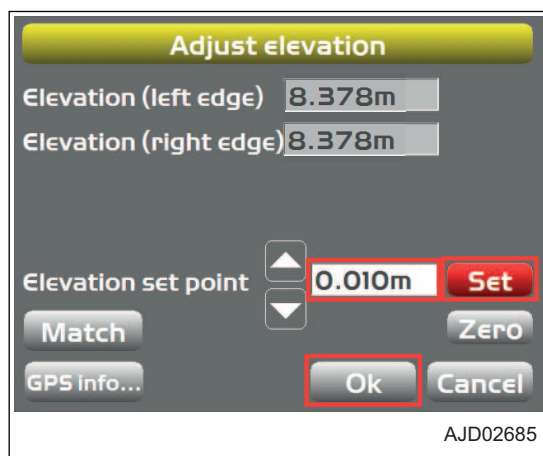 Adjust elevation
Elevation (left edge) 8.378m
Elevation (right edge) 8.378m
Elevation set point 0.010m Set
Match Zero
GPS info... Ok Cancel
AJD02685